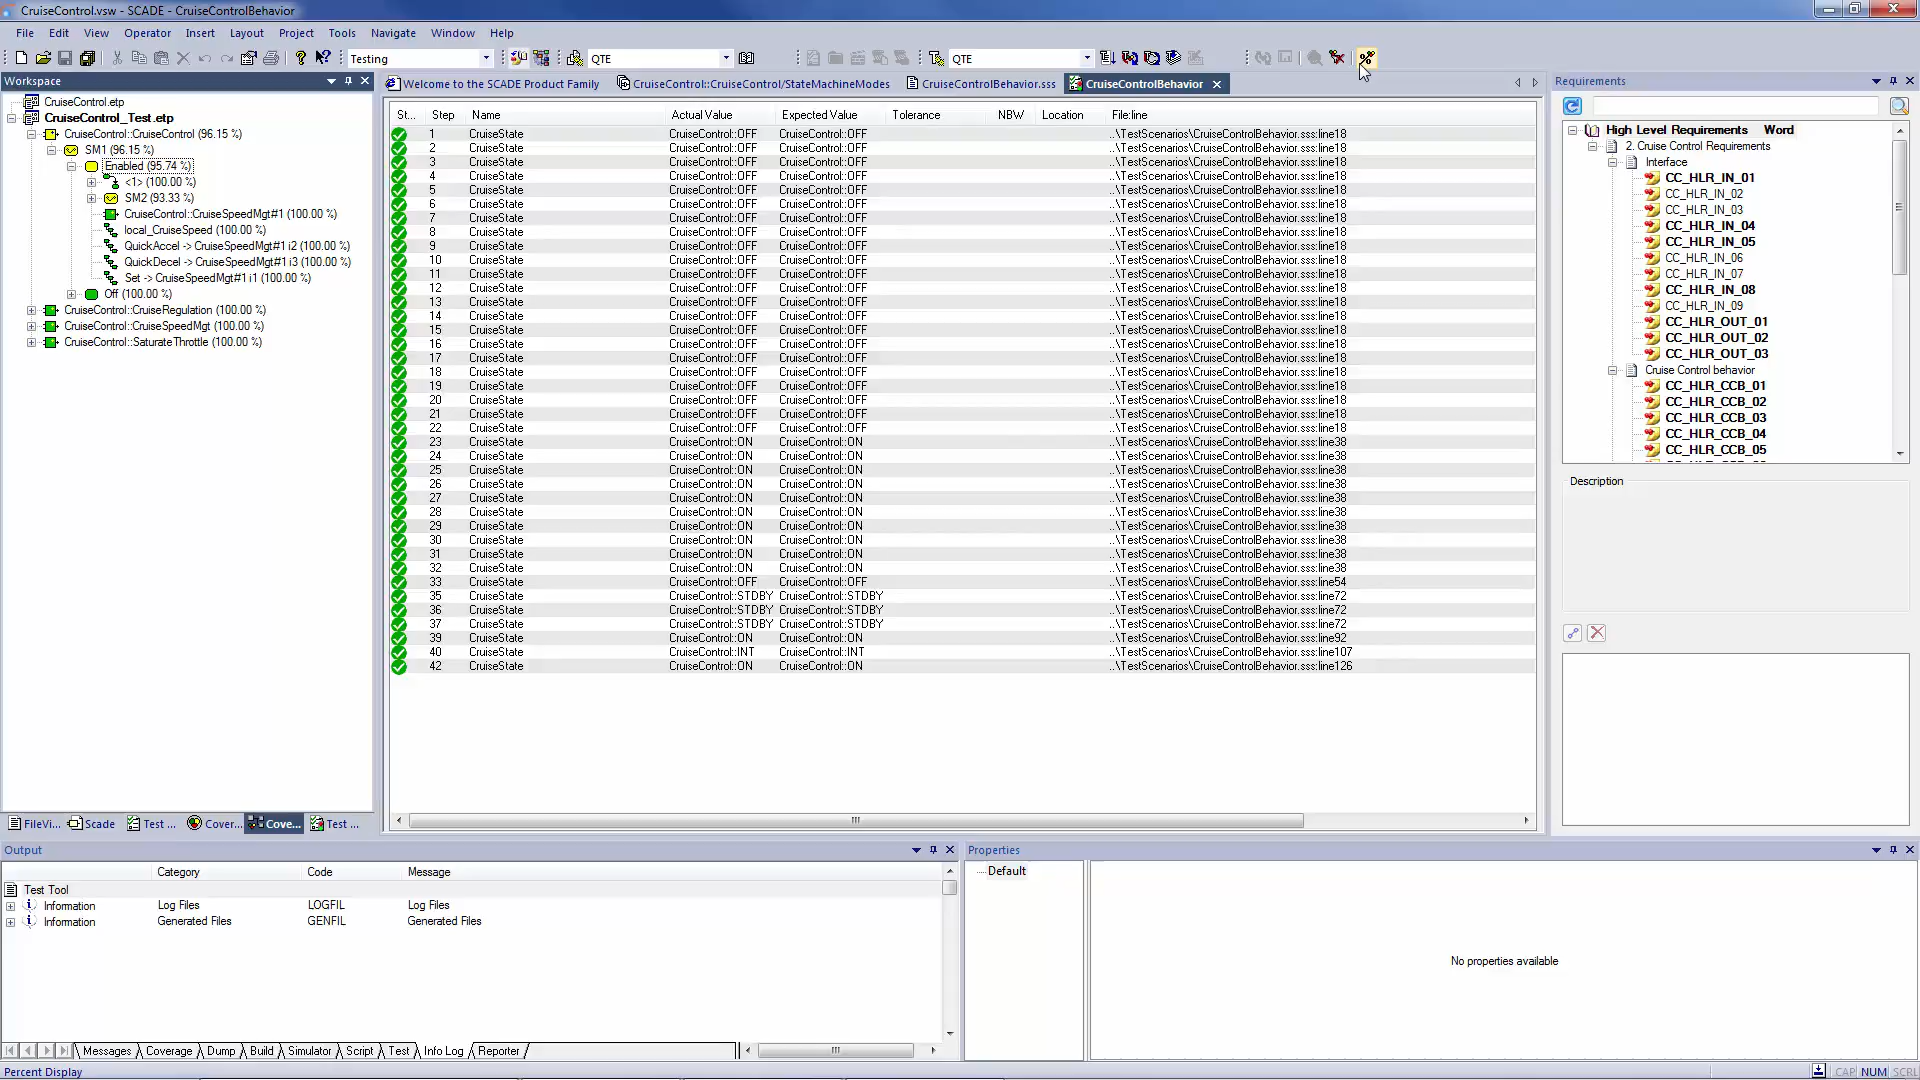 CruiseControl.vsw - SCADE - CruiseControlBehavior
File Edit View Operator Insert Layout Project Tools Navigate Window Help
Testing QTE QTE
Workspace
CruiseControl.etp
CruiseControl_Test.etp
CruiseControl::CruiseControl (96.15 %)
SM1 (96.15 %)
Enabled (95.74 %)
<1> (100.00 %)
SM2 (93.33 %)
CruiseControl::CruiseSpeedMgt#1 (100.00 %)
local_CruiseSpeed (100.00 %)
QuickAccel -> CruiseSpeedMgt#1 i2 (100.00 %)
QuickDecel -> CruiseSpeedMgt#1 i3 (100.00 %)
Set -> CruiseSpeedMgt#1 i1 (100.00 %)
Off (100.00 %)
CruiseControl::CruiseRegulation (100.00 %)
CruiseControl::CruiseSpeedMgt (100.00 %)
CruiseControl::SaturateThrottle (100.00 %)
FileVi... Scade Test ... Cover... Cove... Test ...
Welcome to the SCADE Product Family CruiseControl::CruiseControl/StateMachineModes CruiseControlBehavior.sss CruiseControlBehavior
St... Step Name Actual Value Expected Value Tolerance NBW Location File:line
1 CruiseState CruiseControl::OFF CruiseControl::OFF ..\TestScenarios\CruiseControlBehavior.sss:line18
2 CruiseState CruiseControl::OFF CruiseControl::OFF ..\TestScenarios\CruiseControlBehavior.sss:line18
3 CruiseState CruiseControl::OFF CruiseControl::OFF ..\TestScenarios\CruiseControlBehavior.sss:line18
4 CruiseState CruiseControl::OFF CruiseControl::OFF ..\TestScenarios\CruiseControlBehavior.sss:line18
5 CruiseState CruiseControl::OFF CruiseControl::OFF ..\TestScenarios\CruiseControlBehavior.sss:line18
6 CruiseState CruiseControl::OFF CruiseControl::OFF ..\TestScenarios\CruiseControlBehavior.sss:line18
7 CruiseState CruiseControl::OFF CruiseControl::OFF ..\TestScenarios\CruiseControlBehavior.sss:line18
8 CruiseState CruiseControl::OFF CruiseControl::OFF ..\TestScenarios\CruiseControlBehavior.sss:line18
9 CruiseState CruiseControl::OFF CruiseControl::OFF ..\TestScenarios\CruiseControlBehavior.sss:line18
10 CruiseState CruiseControl::OFF CruiseControl::OFF ..\TestScenarios\CruiseControlBehavior.sss:line18
11 CruiseState CruiseControl::OFF CruiseControl::OFF ..\TestScenarios\CruiseControlBehavior.sss:line18
12 CruiseState CruiseControl::OFF CruiseControl::OFF ..\TestScenarios\CruiseControlBehavior.sss:line18
13 CruiseState CruiseControl::OFF CruiseControl::OFF ..\TestScenarios\CruiseControlBehavior.sss:line18
14 CruiseState CruiseControl::OFF CruiseControl::OFF ..\TestScenarios\CruiseControlBehavior.sss:line18
15 CruiseState CruiseControl::OFF CruiseControl::OFF ..\TestScenarios\CruiseControlBehavior.sss:line18
16 CruiseState CruiseControl::OFF CruiseControl::OFF ..\TestScenarios\CruiseControlBehavior.sss:line18
17 CruiseState CruiseControl::OFF CruiseControl::OFF ..\TestScenarios\CruiseControlBehavior.sss:line18
18 CruiseState CruiseControl::OFF CruiseControl::OFF ..\TestScenarios\CruiseControlBehavior.sss:line18
19 CruiseState CruiseControl::OFF CruiseControl::OFF ..\TestScenarios\CruiseControlBehavior.sss:line18
20 CruiseState CruiseControl::OFF CruiseControl::OFF ..\TestScenarios\CruiseControlBehavior.sss:line18
21 CruiseState CruiseControl::OFF CruiseControl::OFF ..\TestScenarios\CruiseControlBehavior.sss:line18
22 CruiseState CruiseControl::OFF CruiseControl::OFF ..\TestScenarios\CruiseControlBehavior.sss:line18
23 CruiseState CruiseControl::ON CruiseControl::ON ..\TestScenarios\CruiseControlBehavior.sss:line38
24 CruiseState CruiseControl::ON CruiseControl::ON ..\TestScenarios\CruiseControlBehavior.sss:line38
25 CruiseState CruiseControl::ON CruiseControl::ON ..\TestScenarios\CruiseControlBehavior.sss:line38
26 CruiseState CruiseControl::ON CruiseControl::ON ..\TestScenarios\CruiseControlBehavior.sss:line38
27 CruiseState CruiseControl::ON CruiseControl::ON ..\TestScenarios\CruiseControlBehavior.sss:line38
28 CruiseState CruiseControl::ON CruiseControl::ON ..\TestScenarios\CruiseControlBehavior.sss:line38
29 CruiseState CruiseControl::ON CruiseControl::ON ..\TestScenarios\CruiseControlBehavior.sss:line38
30 CruiseState CruiseControl::ON CruiseControl::ON ..\TestScenarios\CruiseControlBehavior.sss:line38
31 CruiseState CruiseControl::ON CruiseControl::ON ..\TestScenarios\CruiseControlBehavior.sss:line38
32 CruiseState CruiseControl::ON CruiseControl::ON ..\TestScenarios\CruiseControlBehavior.sss:line38
33 CruiseState CruiseControl::OFF CruiseControl::OFF ..\TestScenarios\CruiseControlBehavior.sss:line54
35 CruiseState CruiseControl::STDBY CruiseControl::STDBY ..\TestScenarios\CruiseControlBehavior.sss:line72
36 CruiseState CruiseControl::STDBY CruiseControl::STDBY ..\TestScenarios\CruiseControlBehavior.sss:line72
37 CruiseState CruiseControl::STDBY CruiseControl::STDBY ..\TestScenarios\CruiseControlBehavior.sss:line72
39 CruiseState CruiseControl::ON CruiseControl::ON ..\TestScenarios\CruiseControlBehavior.sss:line92
40 CruiseState CruiseControl::INT CruiseControl::INT ..\TestScenarios\CruiseControlBehavior.sss:line107
42 CruiseState CruiseControl::ON CruiseControl::ON ..\TestScenarios\CruiseControlBehavior.sss:line126
Requirements
High Level Requirements Word
2. Cruise Control Requirements
Interface
CC_HLR_IN_01
CC_HLR_IN_02
CC_HLR_IN_03
CC_HLR_IN_04
CC_HLR_IN_05
CC_HLR_IN_06
CC_HLR_IN_07
CC_HLR_IN_08
CC_HLR_IN_09
CC_HLR_OUT_01
CC_HLR_OUT_02
CC_HLR_OUT_03
Cruise Control behavior
CC_HLR_CCB_01
CC_HLR_CCB_02
CC_HLR_CCB_03
CC_HLR_CCB_04
CC_HLR_CCB_05
Description
Output
Category Code Message
Test Tool
Information Log Files LOGFIL Log Files
Information Generated Files GENFIL Generated Files
Messages Coverage Dump Build Simulator Script Test Info Log Reporter
Properties
Default
No properties available
Percent Display
CAP NUM SCRL